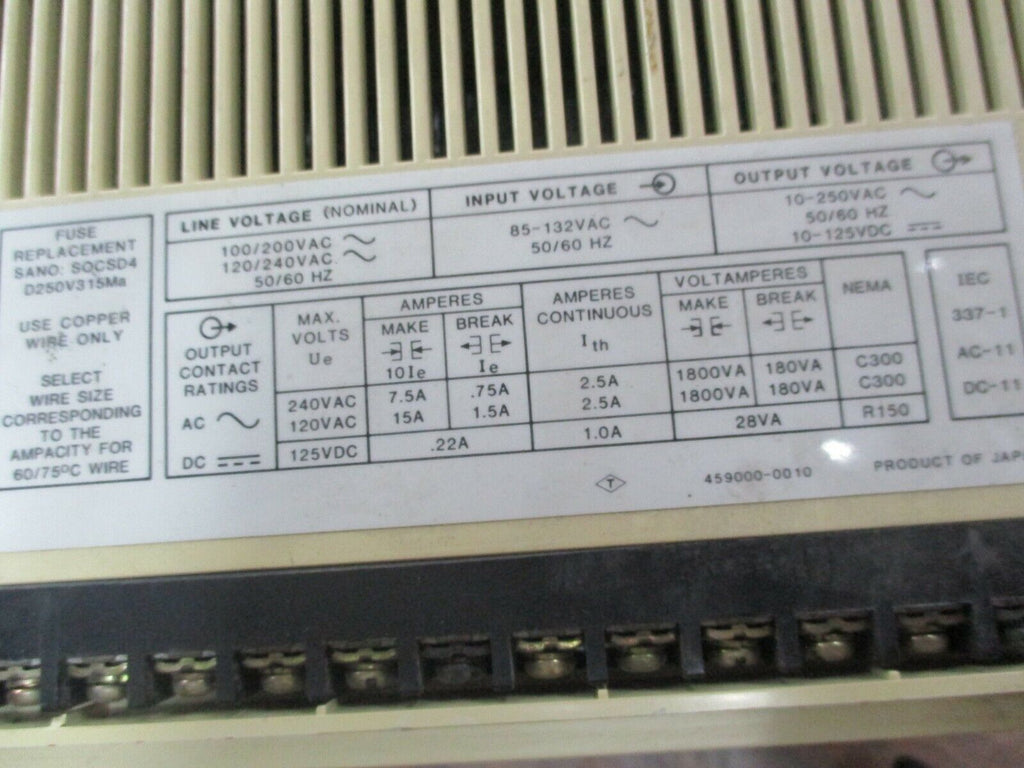 FUSE
REPLACEMENT
SANO: SOCSD4
D250V315Ma
USE COPPER
WIRE ONLY
SELECT
WIRE SIZE
CORRESPONDING
TO THE
AMPACITY FOR
60/75ºC WIRE
LINE VOLTAGE (NOMINAL)
100/200VAC
120/240VAC
50/60 HZ
INPUT VOLTAGE
85-132VAC
50/60 HZ
OUTPUT VOLTAGE
10-250VAC
50/60 HZ
10-125VDC
OUTPUT
CONTACT
RATINGS
MAX.
VOLTS
Ue
AMPERES
MAKE BREAK
10Ie Ie
AMPERES
CONTINUOUS
Ith
VOLTAMPERES
MAKE BREAK
NEMA
AC 240VAC 7.5A .75A 2.5A 1800VA 180VA C300
120VAC 15A 1.5A 2.5A 1800VA 180VA C300
DC 125VDC .22A 1.0A 28VA R150
IEC
337-1
AC-11
DC-11
T 459000-0010 PRODUCT OF JAPA